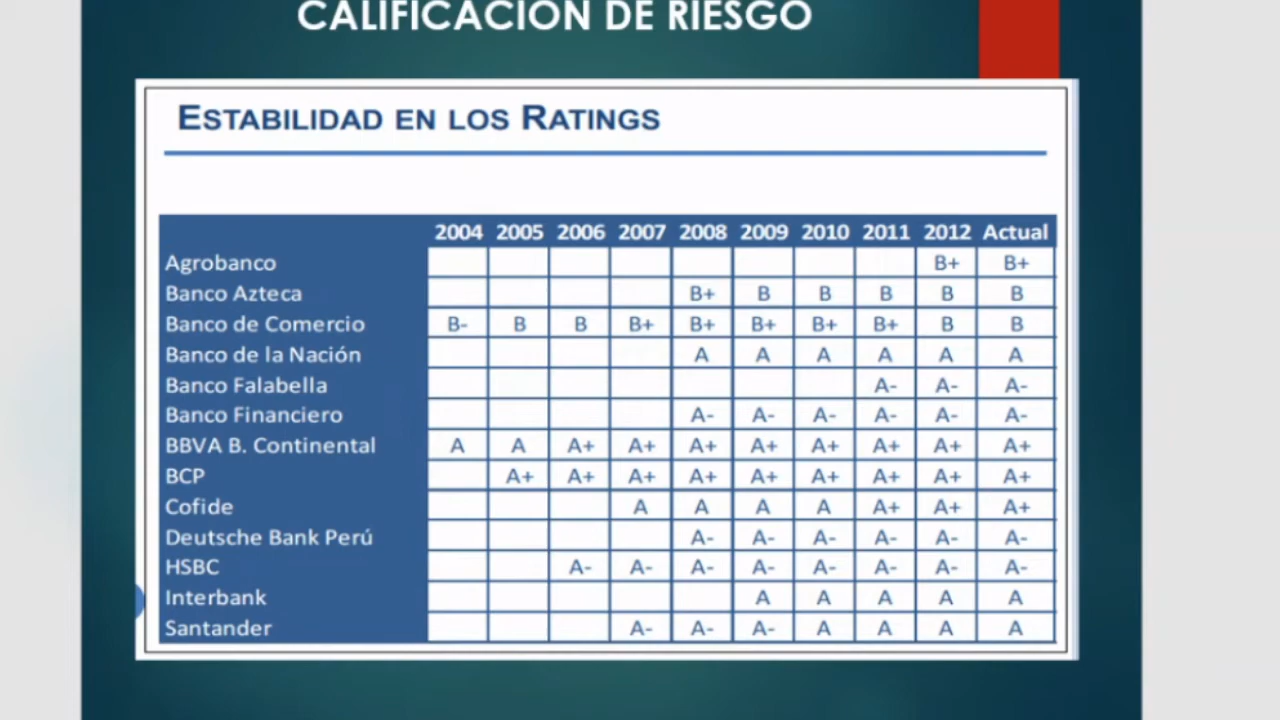 CALIFICACIÓN DE RIESGO
ESTABILIDAD EN LOS RATINGS
2004 2005 2006 2007 2008 2009 2010 2011 2012 Actual
Agrobanco B+ B+
Banco Azteca B+ B B B B B
Banco de Comercio B- B B B+ B+ B+ B+ B+ B B
Banco de la Nación A A A A A A
Banco Falabella A- A- A-
Banco Financiero A- A- A- A- A- A-
BBVA B. Continental A A A+ A+ A+ A+ A+ A+ A+ A+
BCP A+ A+ A+ A+ A+ A+ A+ A+ A+
Cofide A A A A A+ A+ A+
Deutsche Bank Perú A- A- A- A- A- A-
HSBC A- A- A- A- A- A- A- A-
Interbank A A A A A
Santander A- A- A- A A A A